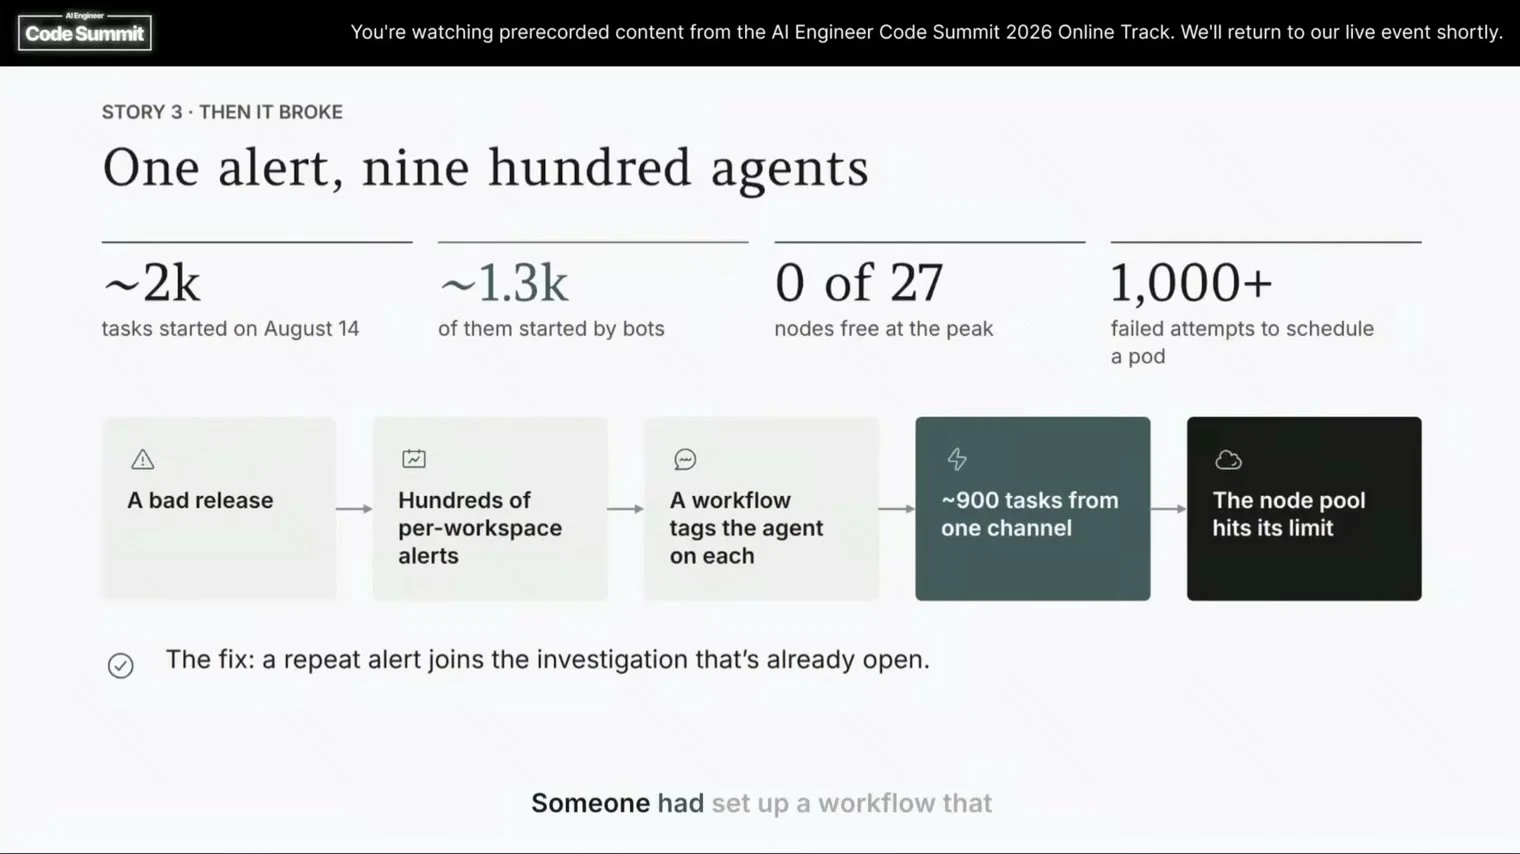 AI Engineer
Code Summit
You're watching prerecorded content from the AI Engineer Code Summit 2026 Online Track. We'll return to our live event shortly.
STORY 3 · THEN IT BROKE
One alert, nine hundred agents
~2k
tasks started on August 14
~1.3k
of them started by bots
0 of 27
nodes free at the peak
1,000+
failed attempts to schedule
a pod
A bad release
Hundreds of
per-workspace
alerts
A workflow
tags the agent
on each
~900 tasks from
one channel
The node pool
hits its limit
The fix: a repeat alert joins the investigation that’s already open.
Someone had set up a workflow that